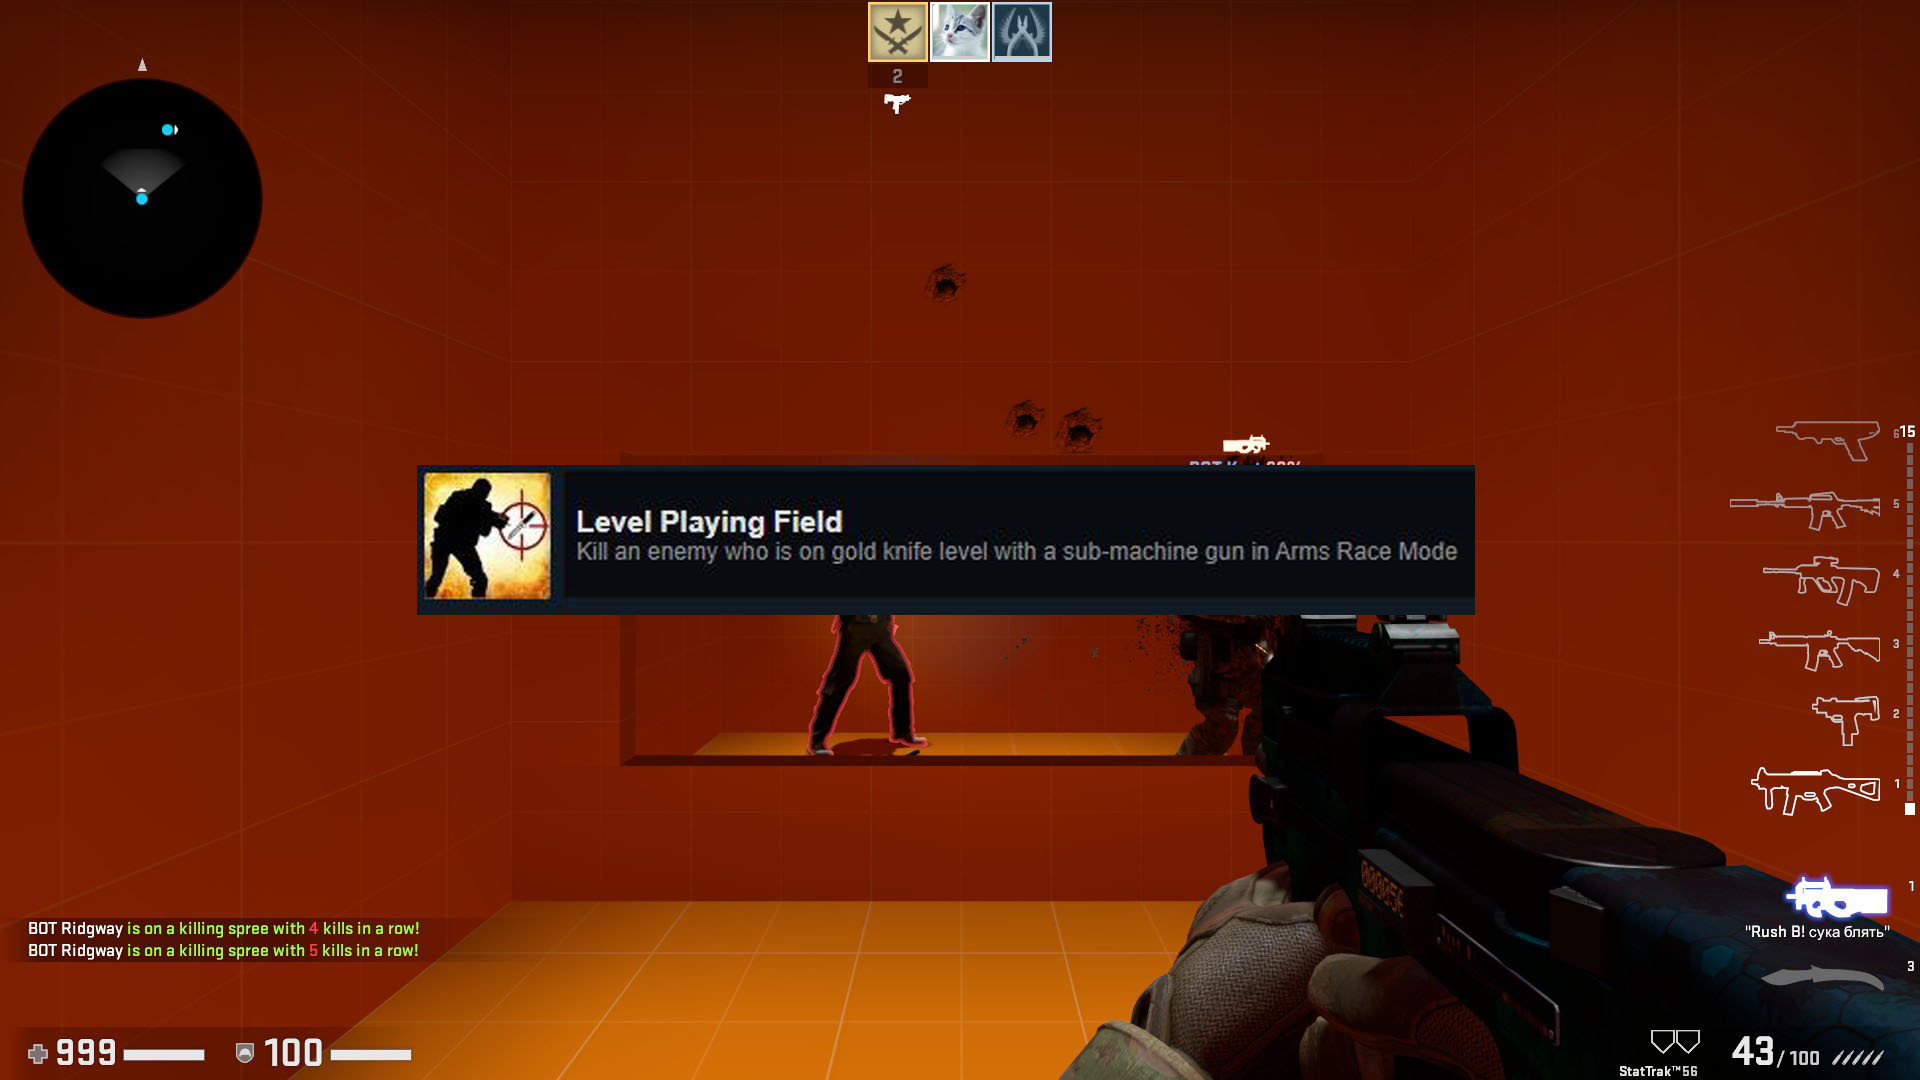 2
15
6
5
4
3
2
1
Level Playing Field
Kill an enemy who is on gold knife level with a sub-machine gun in Arms Race Mode
1
"Rush B! сука блять"
3
BOT Ridgway is on a killing spree with 4 kills in a row!
BOT Ridgway is on a killing spree with 5 kills in a row!
999
100
43/ 100
StatTrak™56